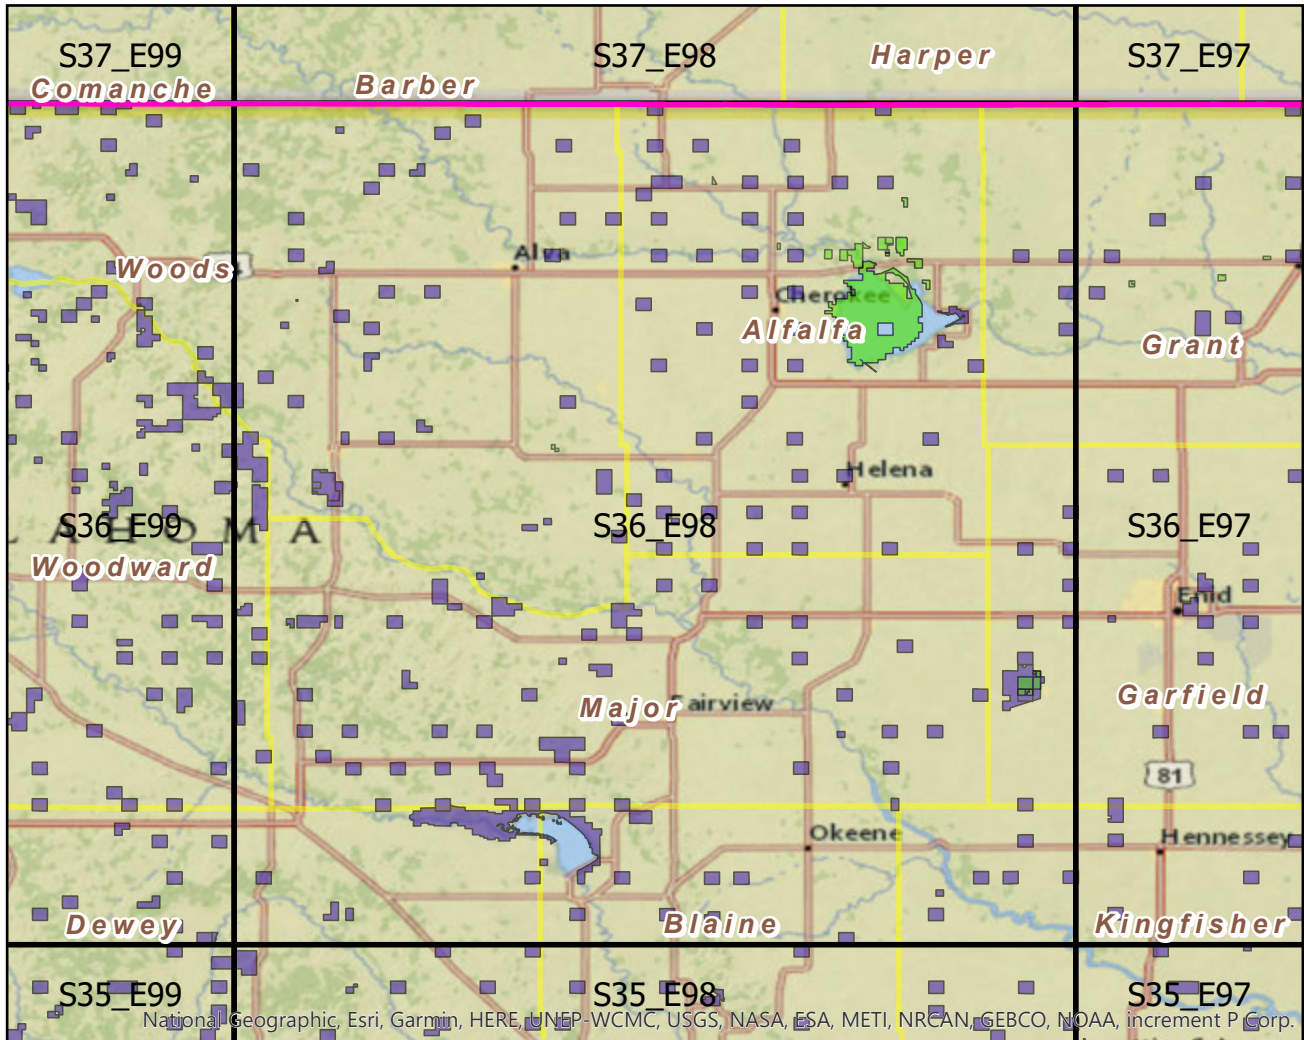 S37_E99
S37_E98
Harper
S37_E97
Comanche
Barber
Alva
Woods
Cherokee
Alfalfa
Grant
Helena
S36_E99
S36_E98
S36_E97
LAHOMA
Woodward
Enid
Major
Fairview
Garfield
81
Okeene
Hennessey
Dewey
Blaine
Kingfisher
S35_E99
S35_E98
S35_E97
National Geographic, Esri, Garmin, HERE, UNEP-WCMC, USGS, NASA, ESA, METI, NRCAN, GEBCO, NOAA, increment P Corp.